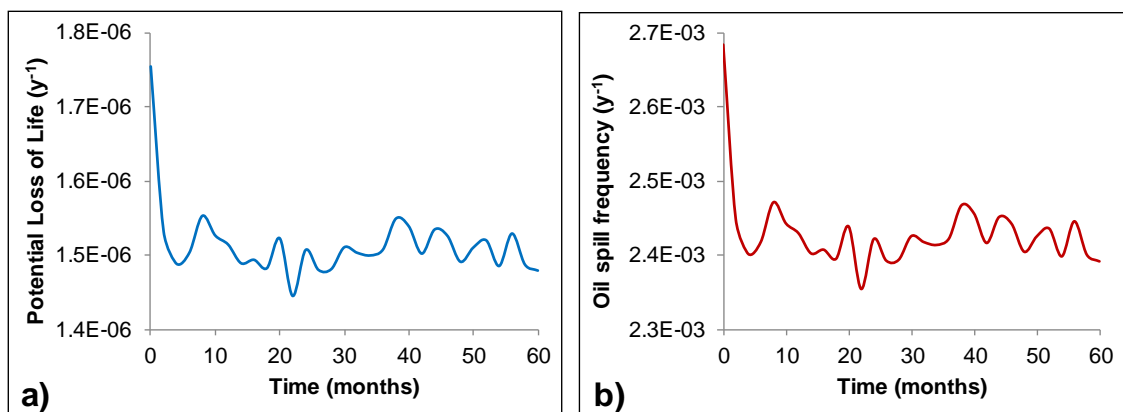 1.8E-06
1.7E-06
1.6E-06
1.5E-06
1.4E-06
Potential Loss of Life (y⁻¹)
0 10 20 30 40 50 60
Time (months)
a)
2.7E-03
2.6E-03
2.5E-03
2.4E-03
2.3E-03
Oil spill frequency (y⁻¹)
0 10 20 30 40 50 60
Time (months)
b)